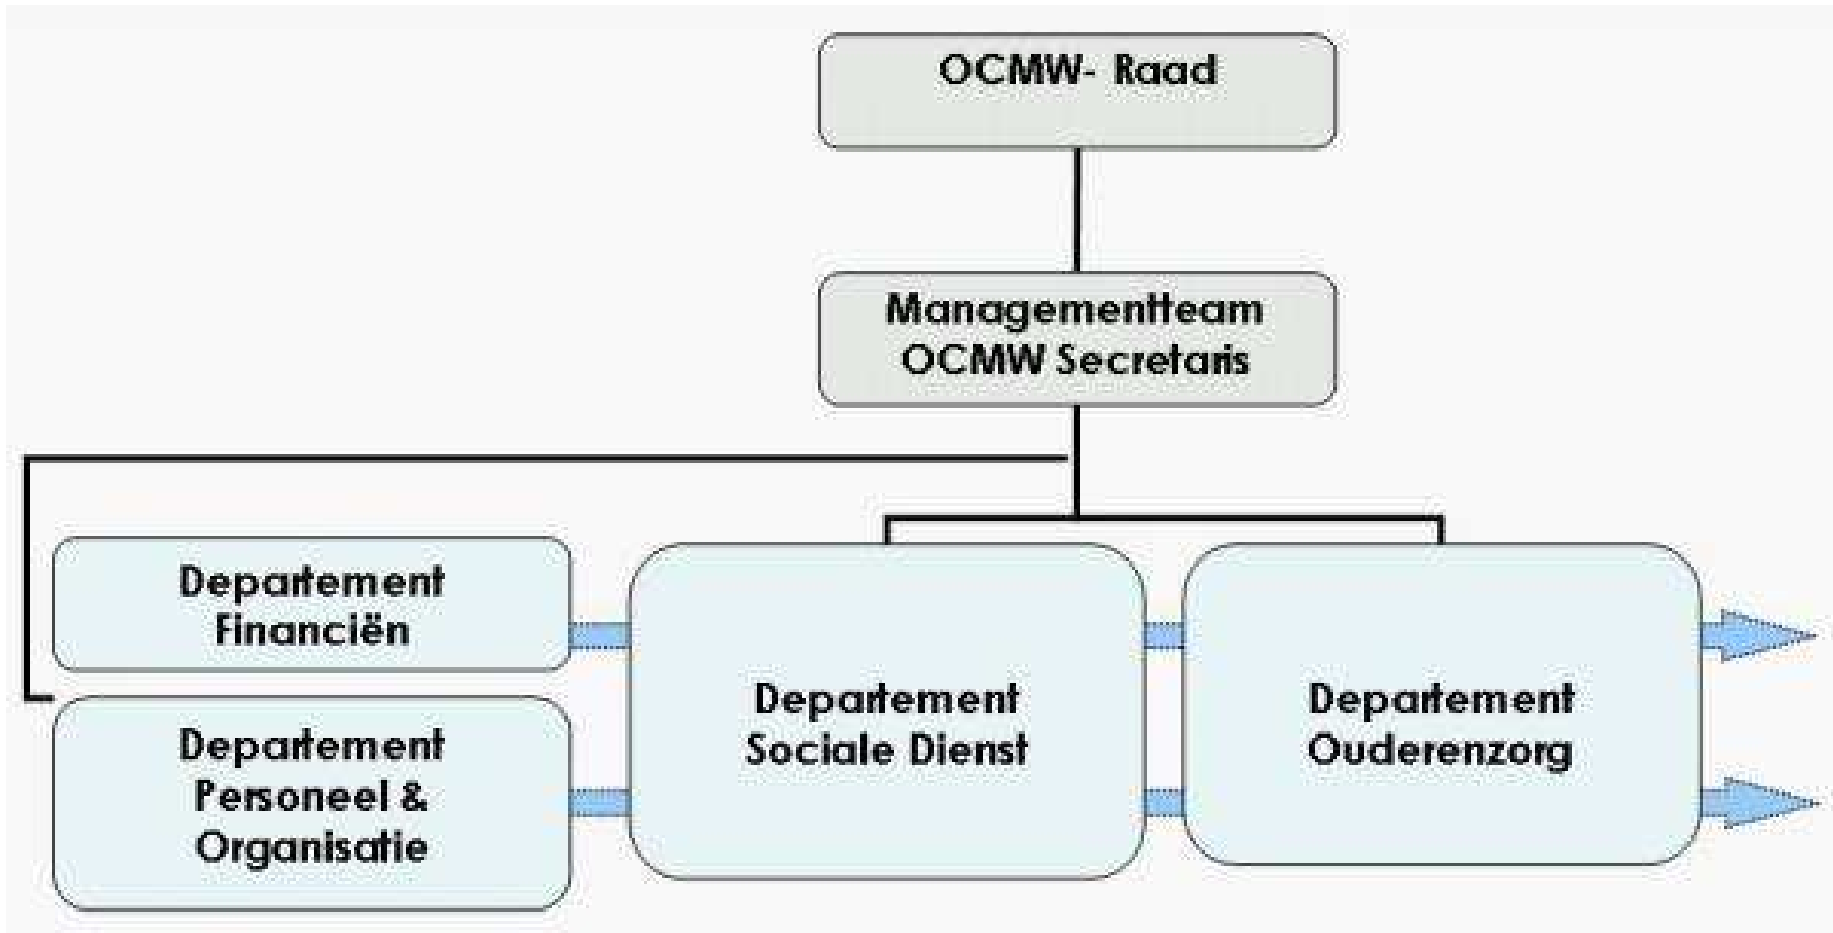 OCMW- Raad
Managementteam
OCMW Secretaris
Departement
Financiën
Departement
Personeel &
Organisatie
Departement
Sociale Dienst
Departement
Ouderenzorg